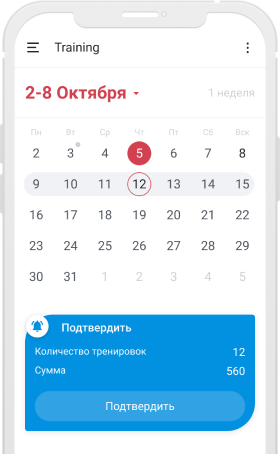 Training
2-8 Октября
1 неделя
Пн Вт Ср Чт Пт Сб Вск
2 3 4 5 6 7 8
9 10 11 12 13 14 15
16 17 18 19 20 21 22
23 24 25 26 27 28 29
30 31 1 2 3 4 5
Подтвердить
Количество тренировок 12
Сумма 560
Подтвердить